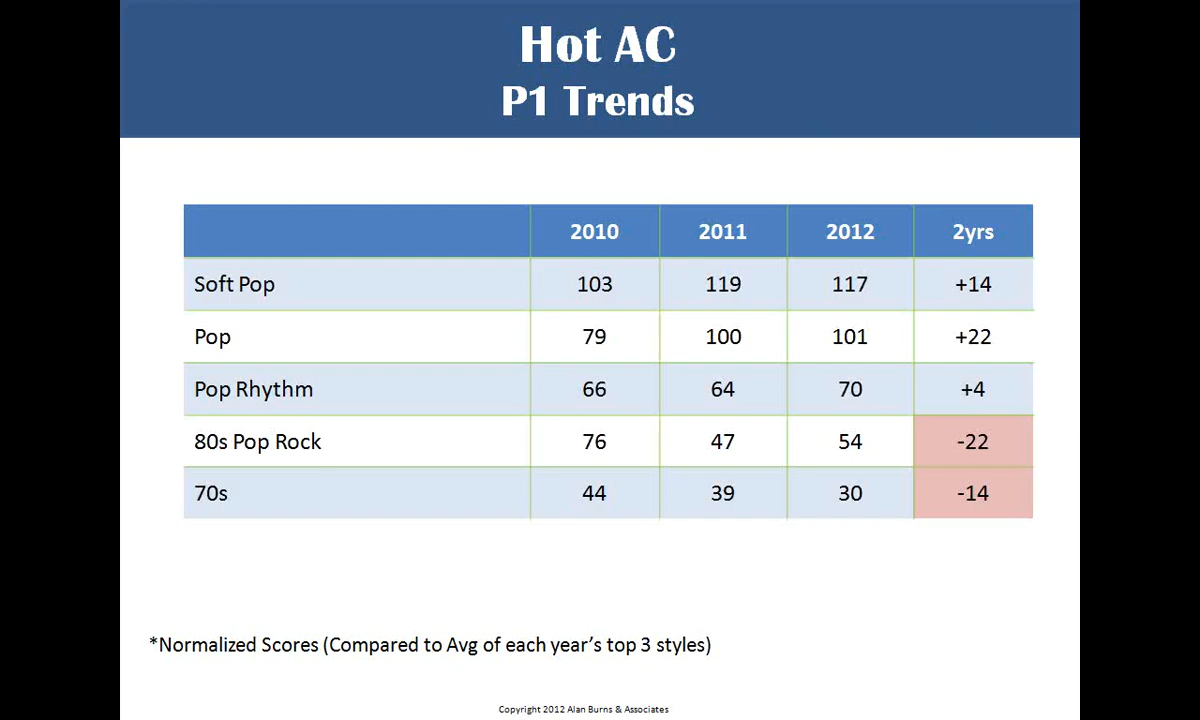 Hot AC
P1 Trends
2010 2011 2012 2yrs
Soft Pop 103 119 117 +14
Pop 79 100 101 +22
Pop Rhythm 66 64 70 +4
80s Pop Rock 76 47 54 -22
70s 44 39 30 -14
*Normalized Scores (Compared to Avg of each year’s top 3 styles)
Copyright 2012 Alan Burns & Associates